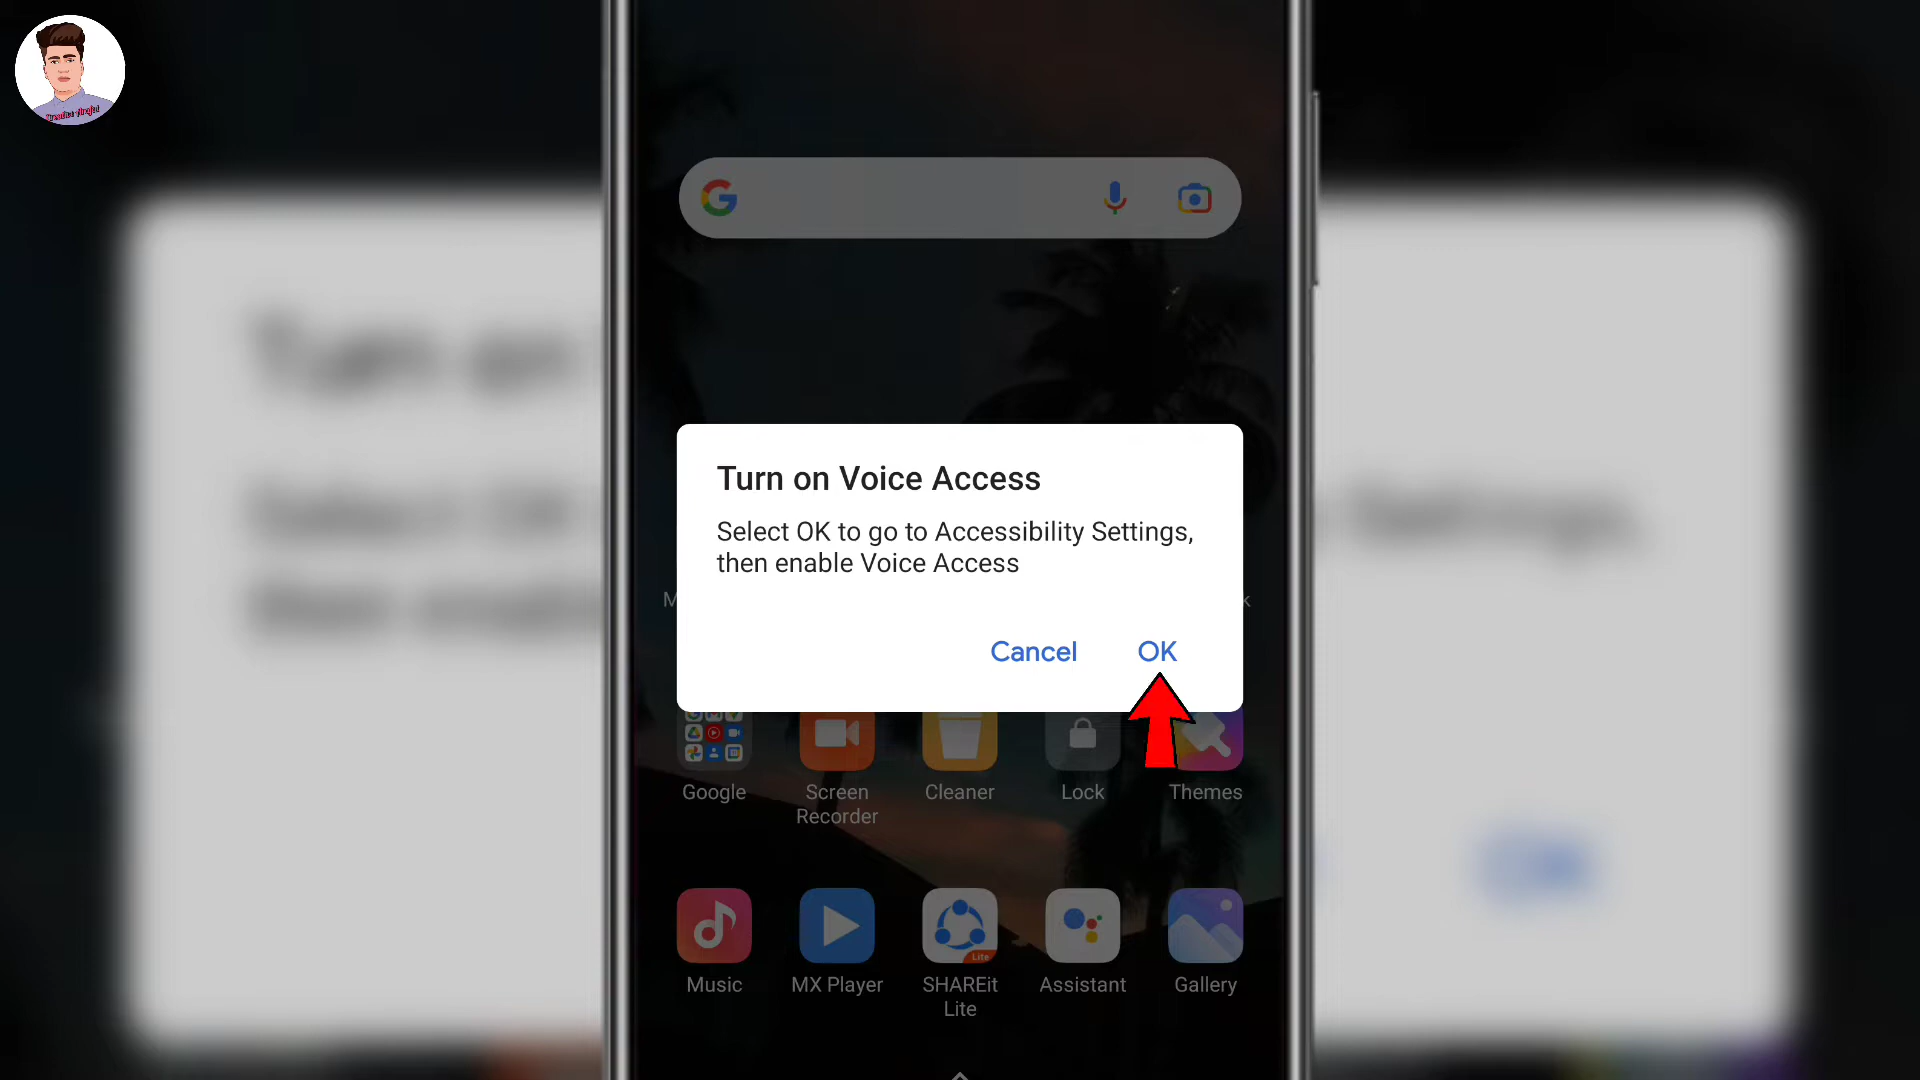 Turn on Voice Access
Select OK to go to Accessibility Settings,
then enable Voice Access
Cancel OK
Google Screen Recorder Cleaner Lock Themes
Lite
Music MX Player SHAREit Lite Assistant Gallery